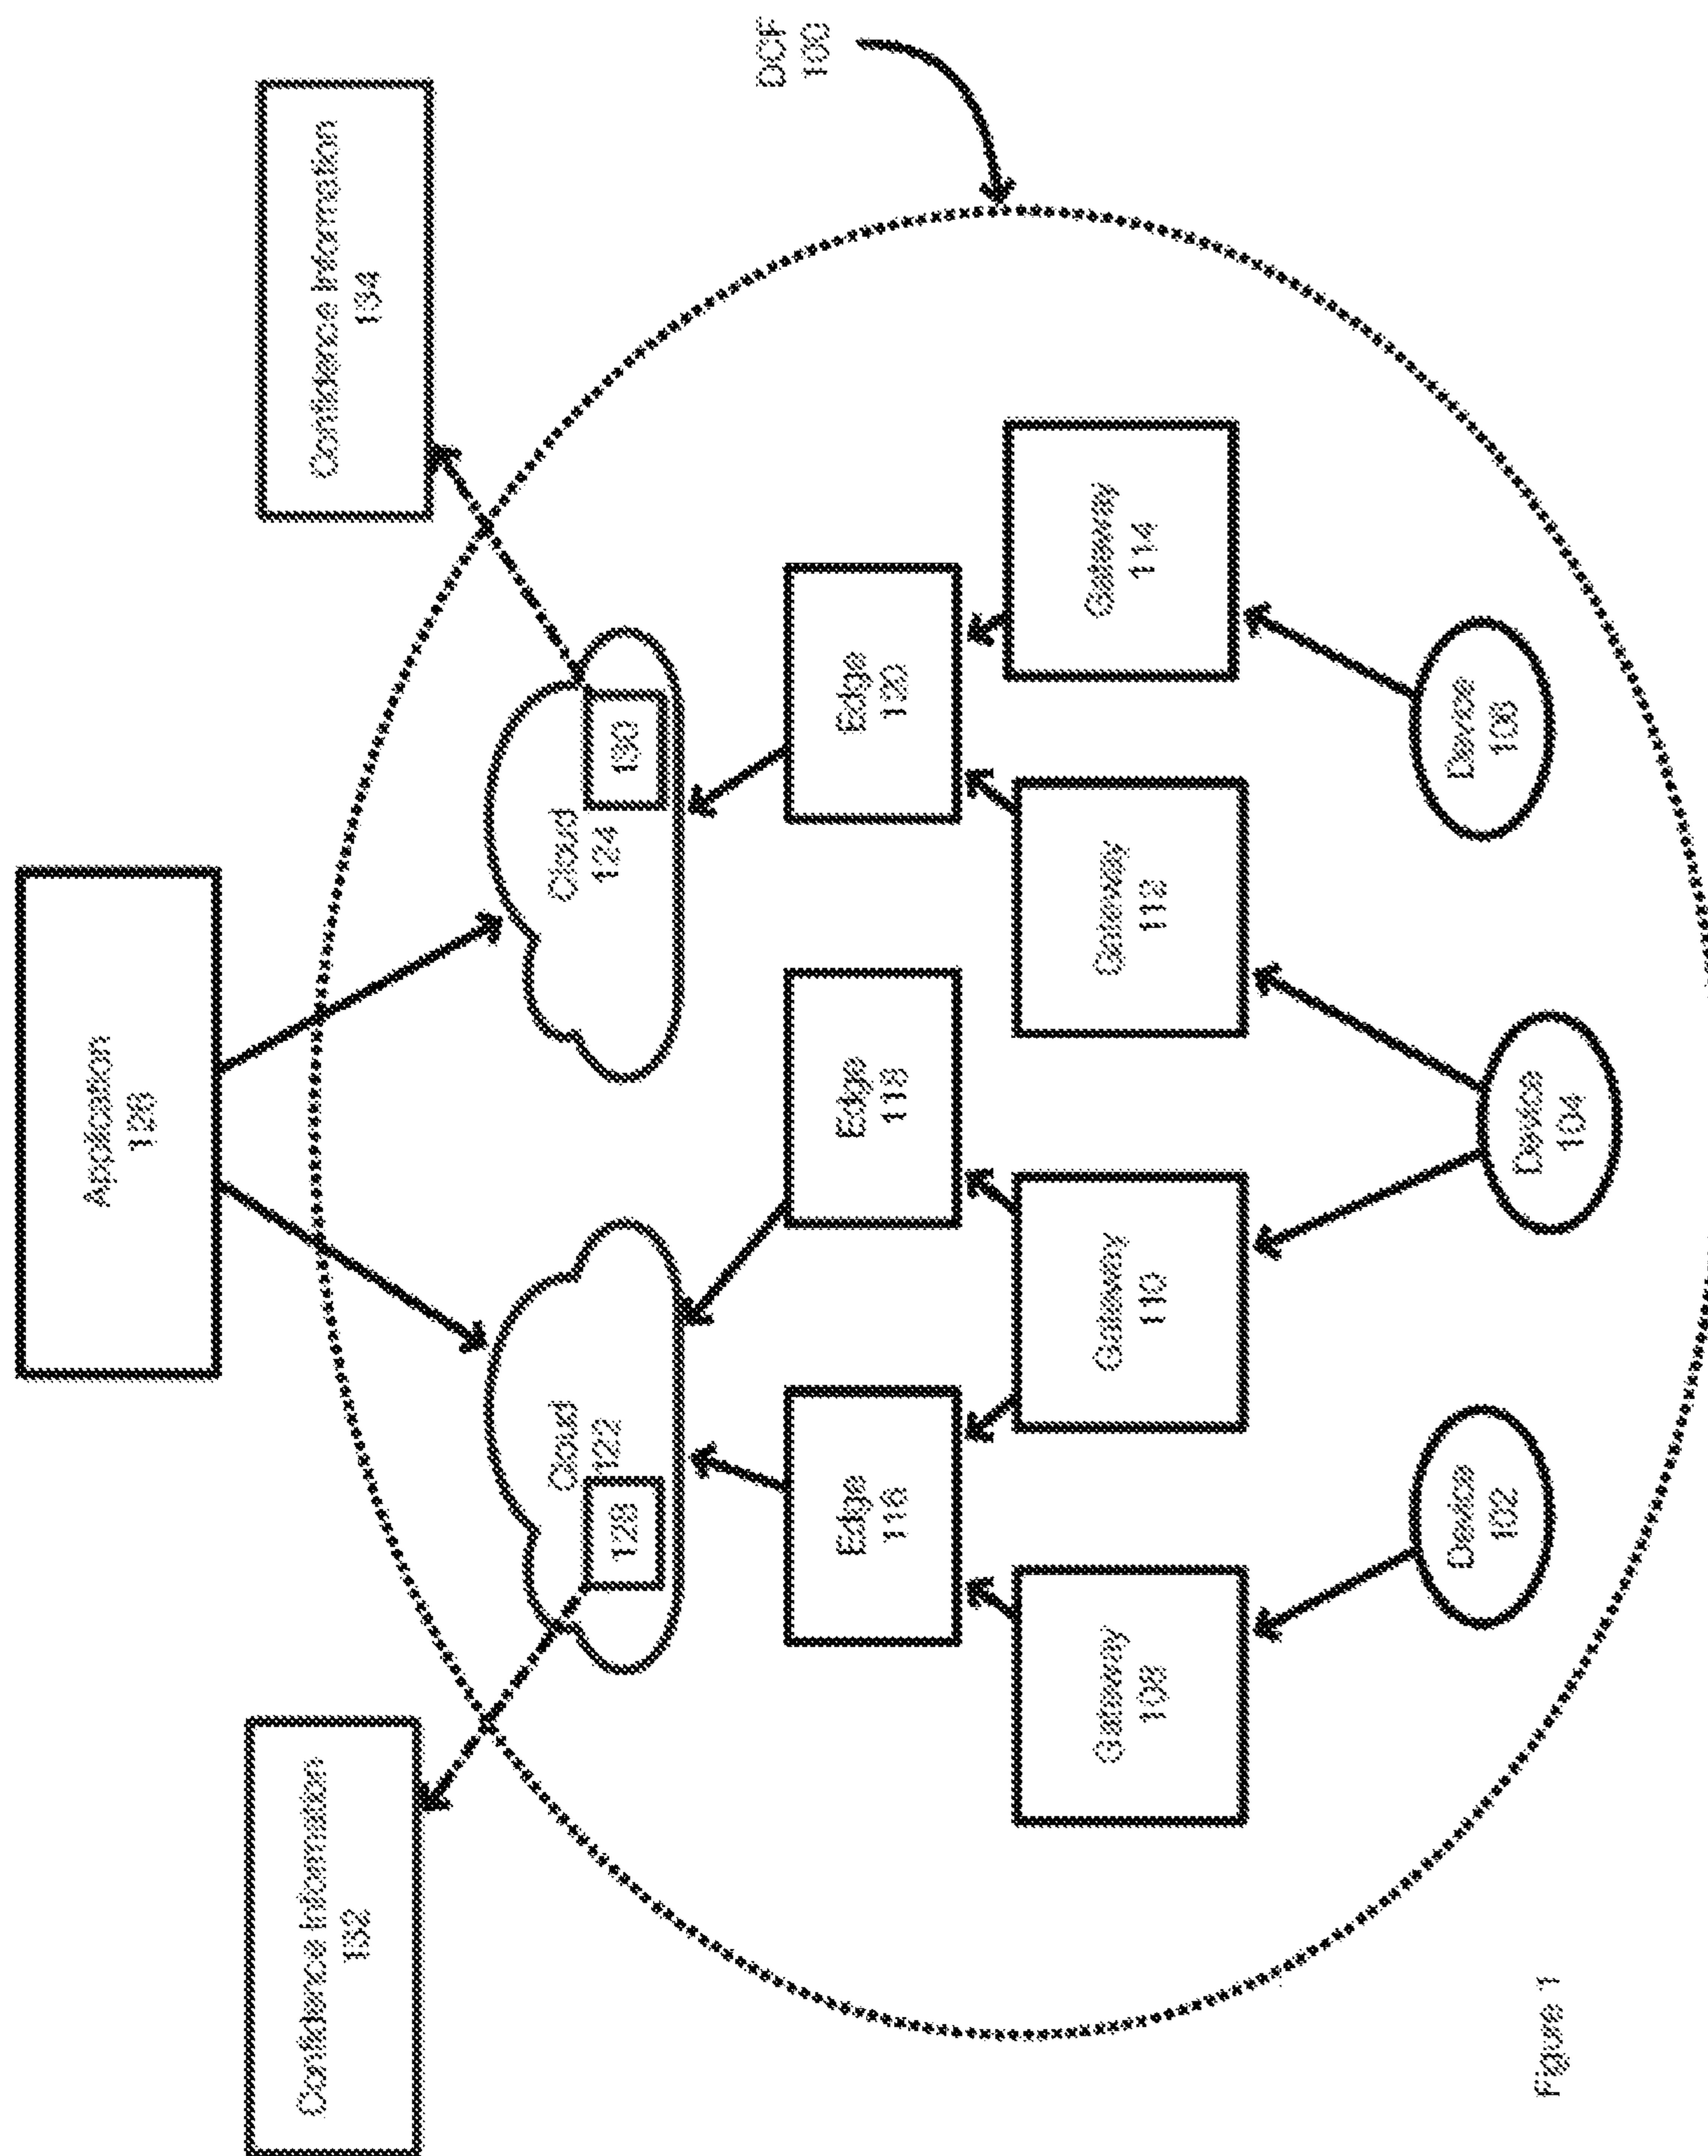 Application
126
Confidence Information
132
Confidence Information
134
Cloud
122
128
Cloud
124
130
DCF
100
Edge
116
Edge
118
Edge
120
Gateway
108
Gateway
110
Gateway
112
Gateway
114
Device
102
Device
104
Device
106
Figure 1